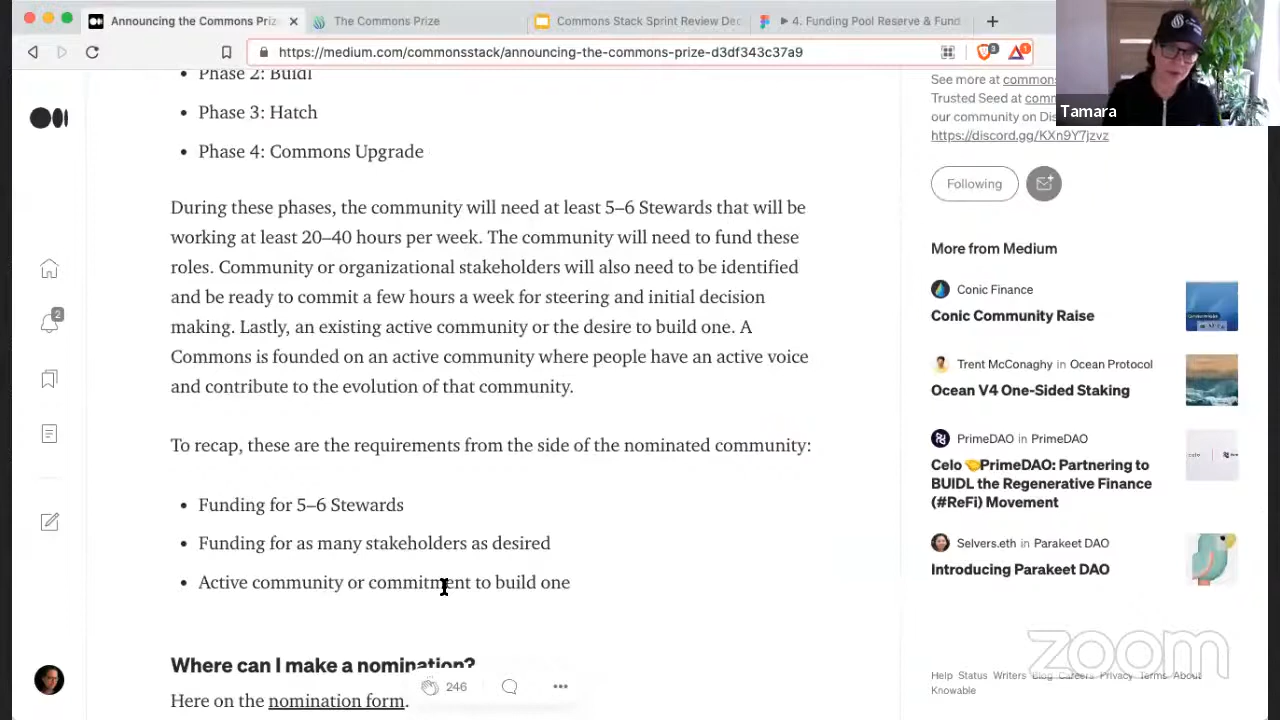 Announcing the Commons Priz
The Commons Prize
Commons Stack Sprint Review Dec
4. Funding Pool Reserve & Fund
https://medium.com/commonsstack/announcing-the-commons-prize-d3df343c37a9
3
1
Tamara
Phase 2: Buidl
Phase 3: Hatch
Phase 4: Commons Upgrade
During these phases, the community will need at least 5–6 Stewards that will be
working at least 20–40 hours per week. The community will need to fund these
roles. Community or organizational stakeholders will also need to be identified
and be ready to commit a few hours a week for steering and initial decision
making. Lastly, an existing active community or the desire to build one. A
Commons is founded on an active community where people have an active voice
and contribute to the evolution of that community.
To recap, these are the requirements from the side of the nominated community:
Funding for 5–6 Stewards
Funding for as many stakeholders as desired
Active community or commitment to build one
Where can I make a nomination?
Here on the nomination form.
246
2
See more at commons
Trusted Seed at comm
our community on Dis
https://discord.gg/KXn9Y7jzvz
Following
More from Medium
Conic Finance
Conic Community Raise
Trent McConaghy in Ocean Protocol
Ocean V4 One-Sided Staking
PrimeDAO in PrimeDAO
Celo 🤝PrimeDAO: Partnering to
BUIDL the Regenerative Finance
(#ReFi) Movement
Selvers.eth in Parakeet DAO
Introducing Parakeet DAO
zoom
Help Status Writers Blog Careers Privacy Terms About
Knowable